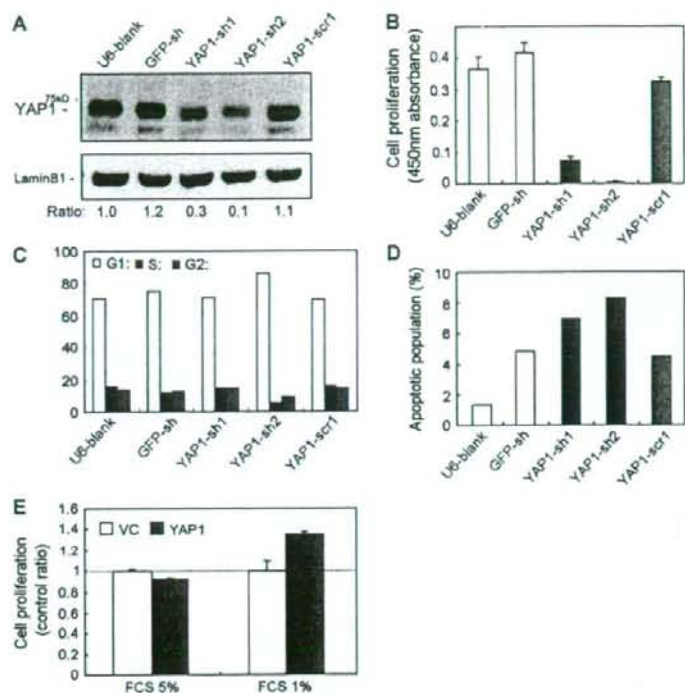 A
U6-blank
GFP-sh
YAP1-sh1
YAP1-sh2
YAP1-scr1
75kD -
YAP1 -
LaminB1 -
Ratio: 1.0 1.2 0.3 0.1 1.1
B
Cell proliferation
(450nm absorbance)
0.4
0.3
0.2
0.1
0
U6-blank
GFP-sh
YAP1-sh1
YAP1-sh2
YAP1-scr1
C
G1: S: G2:
100
80
60
40
20
0
U6-blank
GFP-sh
YAP1-sh1
YAP1-sh2
YAP1-scr1
D
Apoplotic population (%)
10
8
6
4
2
0
U6-blank
GFP-sh
YAP1-sh1
YAP1-sh2
YAP1-scr1
E
VC YAP1
Cell proliferation
(control ratio)
1.6
1.4
1.2
1
0.8
0.6
0.4
0.2
0
FCS 5% FCS 1%